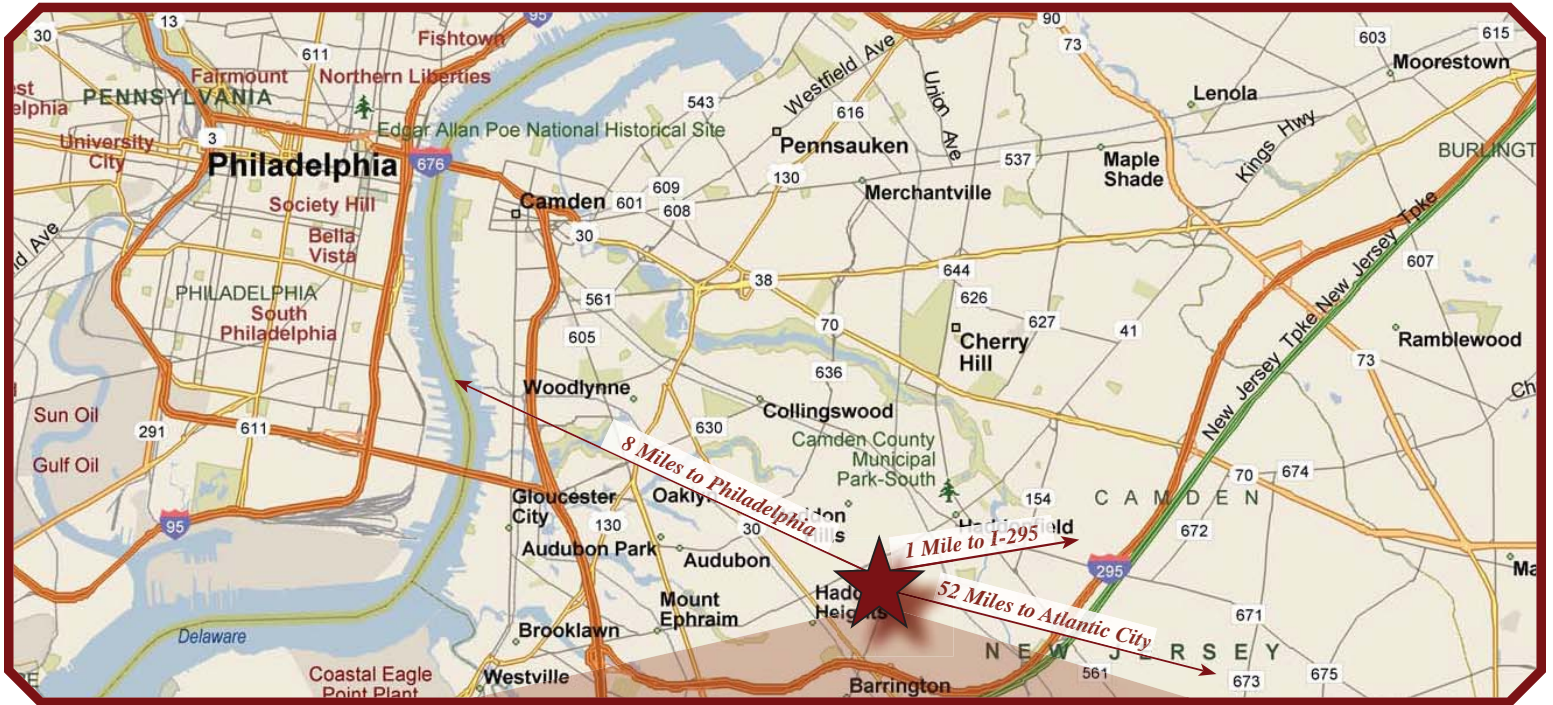 30
13
95
90
73
603
615
611
Fishtown
Westfield Ave
Union Ave
Moorestown
Fairmount
Northern Liberties
PENNSYLVANIA
543
616
Lenola
Kings Hwy
3
Edgar Allan Poe National Historical Site
University
City
Philadelphia
676
Pennsauken
537
Maple
Shade
130
Merchantville
Society Hill
Camden
601
609
608
Bella
Vista
30
New Jersey Tpke
New Jersey Tpke
New Jersey Tpke
644
607
38
PHILADELPHIA
South
Philadelphia
561
626
627
41
70
605
Cherry
Hill
73
Ramblewood
636
Woodlynne
Collingswood
Sun Oil
291
611
630
Camden County
Municipal
Park-South
Gulf Oil
8 Miles to Philadelphia
70
674
CAMDEN
Gloucester
City
154
95
130
30
672
Audubon Park
Audubon
1 Mile to I-295
295
52 Miles to Atlantic City
Mount
Ephraim
671
Delaware
Brooklawn
NEW JERSEY
Coastal Eagle
Point Plant
Westville
Barrington
561
673
675